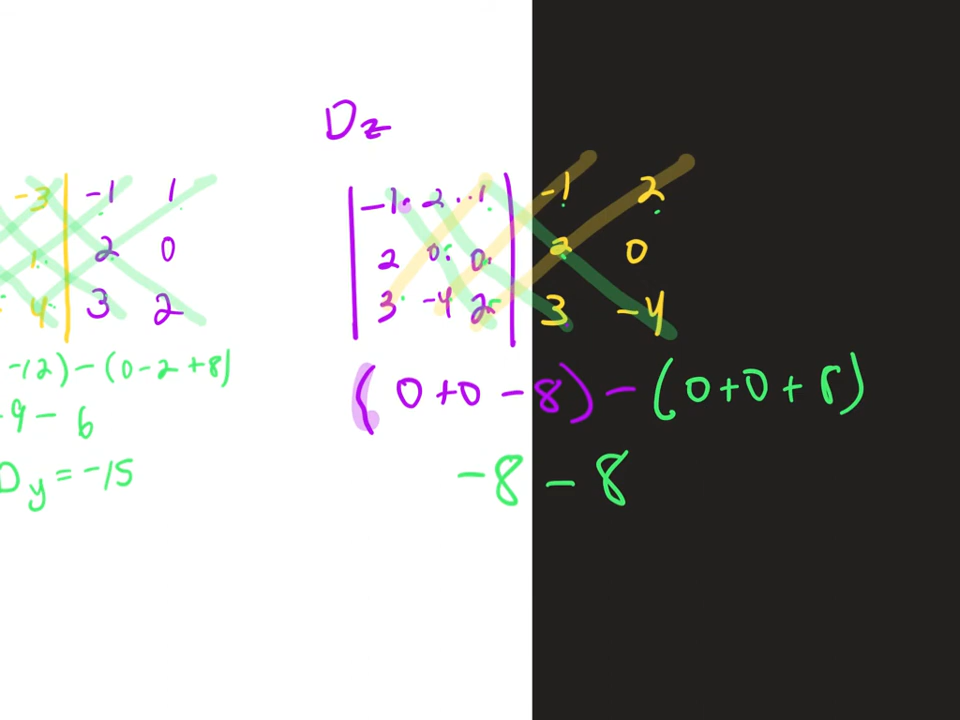 Dz
-3 | -1 1
1 | 2 0
4 | 3 2
-12) - (0 - 2 + 8)
-9 - 6
Dy = -15
| -1 2 1 | -1 2
| 2 0 0 | 2 0
| 3 -4 2 | 3 -4
(0 + 0 - 8) - (0 + 0 + 8)
-8 - 8